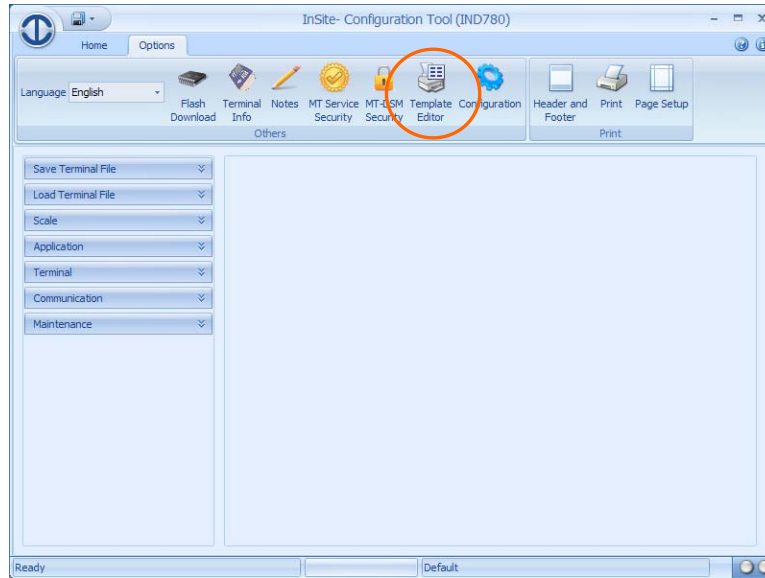 InSite- Configuration Tool (IND780)
Home Options
Language English
Flash Download
Terminal Info
Notes
MT Service Security
MT-DSM Security
Template Editor
Configuration
Header and Footer
Print
Page Setup
Others
Print
Save Terminal File
Load Terminal File
Scale
Application
Terminal
Communication
Maintenance
Ready
Default